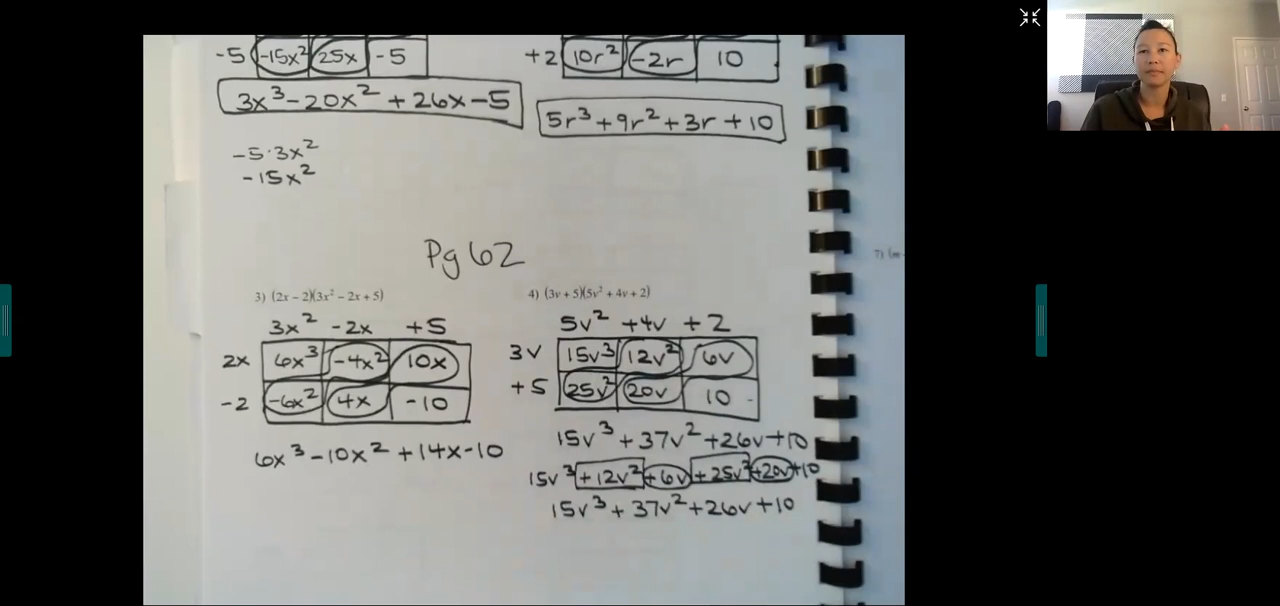 -5 -15x² 25x -5
3x³-20x²+26x-5
-5·3x²
-15x²
+2 10r² -2r 10
5r³+9r²+3r+10
Pg 62
3) (2x - 2)(3x² - 2x + 5)
3x² -2x +5
2x 6x³ -4x² 10x
-2 -6x² 4x -10
6x³-10x²+14x-10
4) (3v + 5)(5v² + 4v + 2)
5v² +4v +2
3v 15v³ 12v² 6v
+5 25v² 20v 10
15v³+37v²+26v+10
15v³+12v²+6v+25v²+20v+10
15v³+37v²+26v+10
7)